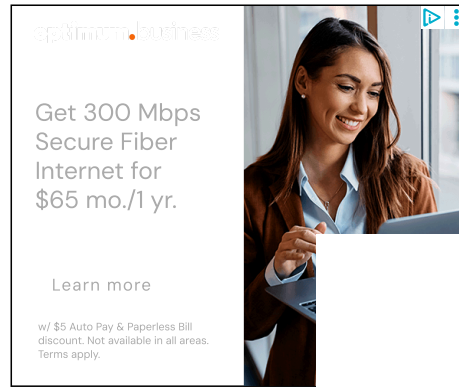 optimum.business
Get 300 Mbps
Secure Fiber
Internet for
$65 mo./1 yr.
Learn more
w/ $5 Auto Pay & Paperless Bill
discount. Not available in all areas.
Terms apply.